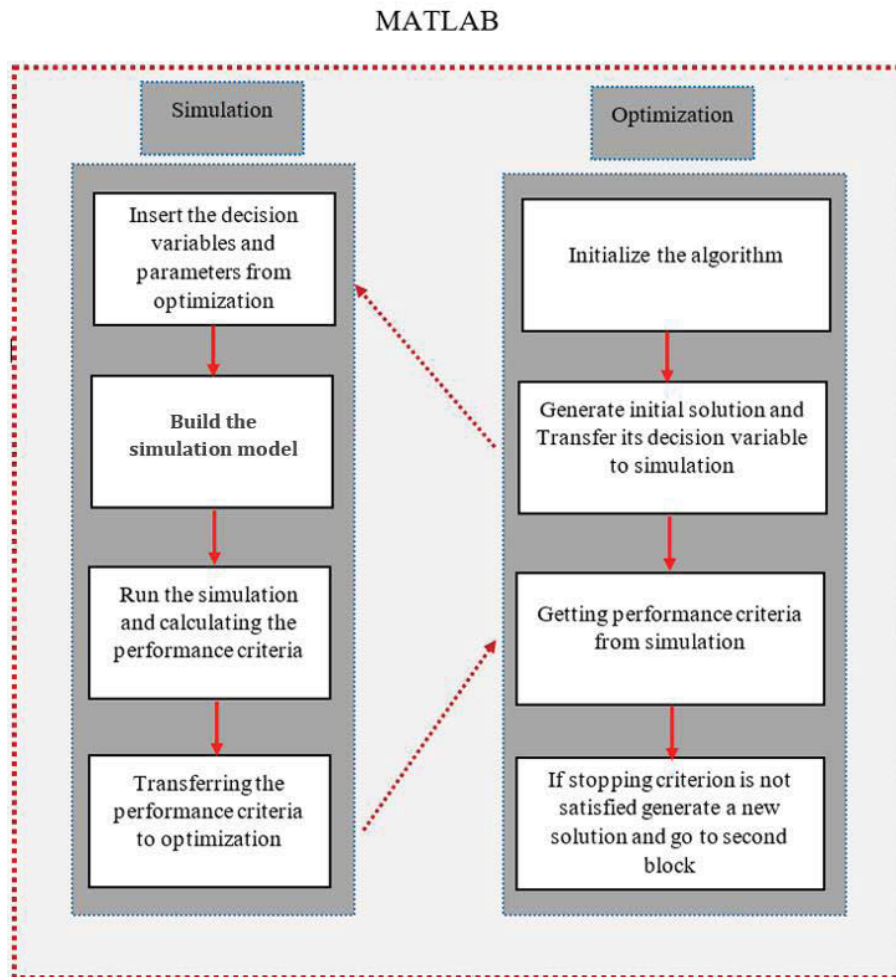 MATLAB
Simulation
Insert the decision
variables and
parameters from
optimization
Build the
simulation model
Run the simulation
and calculating the
performance criteria
Transferring the
performance criteria
to optimization
Optimization
Initialize the algorithm
Generate initial solution and
Transfer its decision variable
to simulation
Getting performance criteria
from simulation
If stopping criterion is not
satisfied generate a new
solution and go to second
block